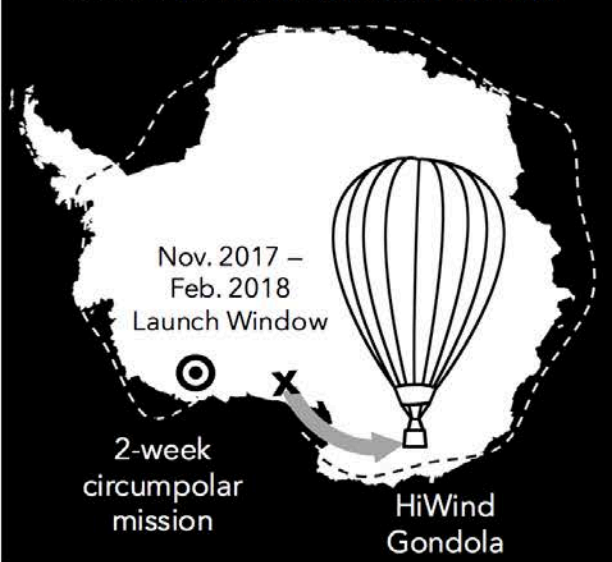 Nov. 2017 –
Feb. 2018
Launch Window
x
2-week
circumpolar
mission
HiWind
Gondola